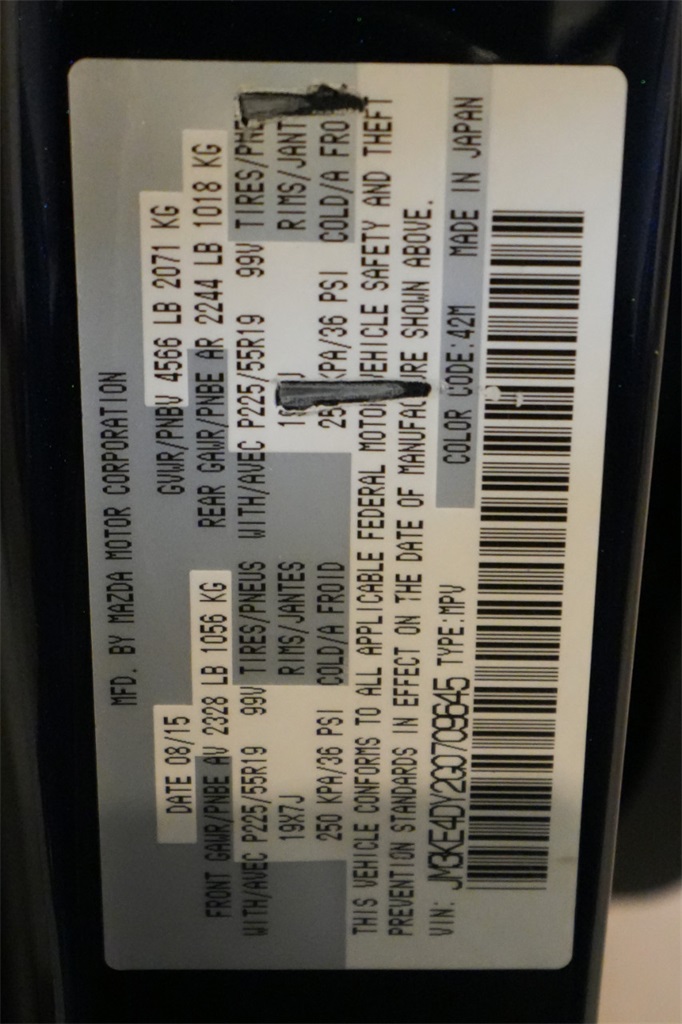 MFD. BY MAZDA MOTOR CORPORATION
DATE 08/15 GVWR/PNBV 4566 LB 2071 KG
FRONT GAWR/PNBE AV 2328 LB 1056 KG REAR GAWR/PNBE AR 2244 LB 1018 KG
WITH/AVEC P225/55R19 99V TIRES/PNEUS WITH/AVEC P225/55R19 99V TIRES/PNE
19X7J RIMS/JANTES RIMS/JANT
250 KPA/36 PSI COLD/A FROID KPA/36 PSI COLD/A FRO
THIS VEHICLE CONFORMS TO ALL APPLICABLE FEDERAL MOTOR VEHICLE SAFETY AND THEFT
PREVENTION STANDARDS IN EFFECT ON THE DATE OF MANUFACTURE SHOWN ABOVE.
VIN: JM3KE4DY2G0709645 TYPE:MPV COLOR CODE:42M MADE IN JAPAN